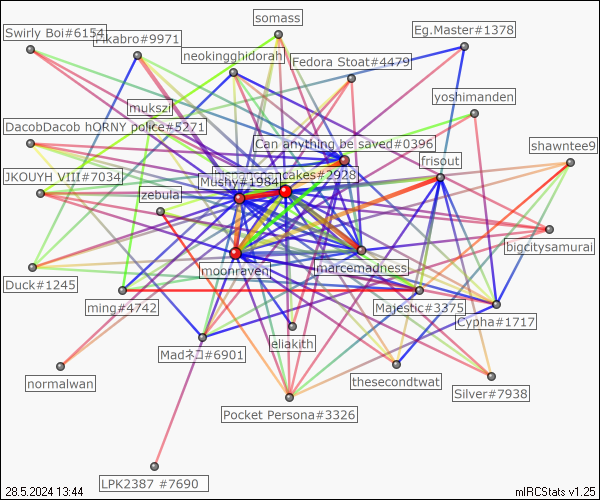 somass
Swirly Boi#6154
Pikabro#9971
Eg.Master#1378
neokingghidorah
Fedora Stoat#4479
mukszil
yoshimanden
DacobDacob hORNY police#5271
Can anything be saved#0396
shawntee9
frisout
JKOUYH VIII#7034
Mushy#1984
cakes#2928
zebula
bigcitysamurai
moonraven
marcemadness
Duck#1245
ming#4742
Majestic#3375
Cypha#1717
eliakith
Madネコ#6901
normalwan
thesecondtwat
Silver#7938
Pocket Persona#3326
LPK2387 #7690
28.5.2024 13:44
mIRCStats v1.25